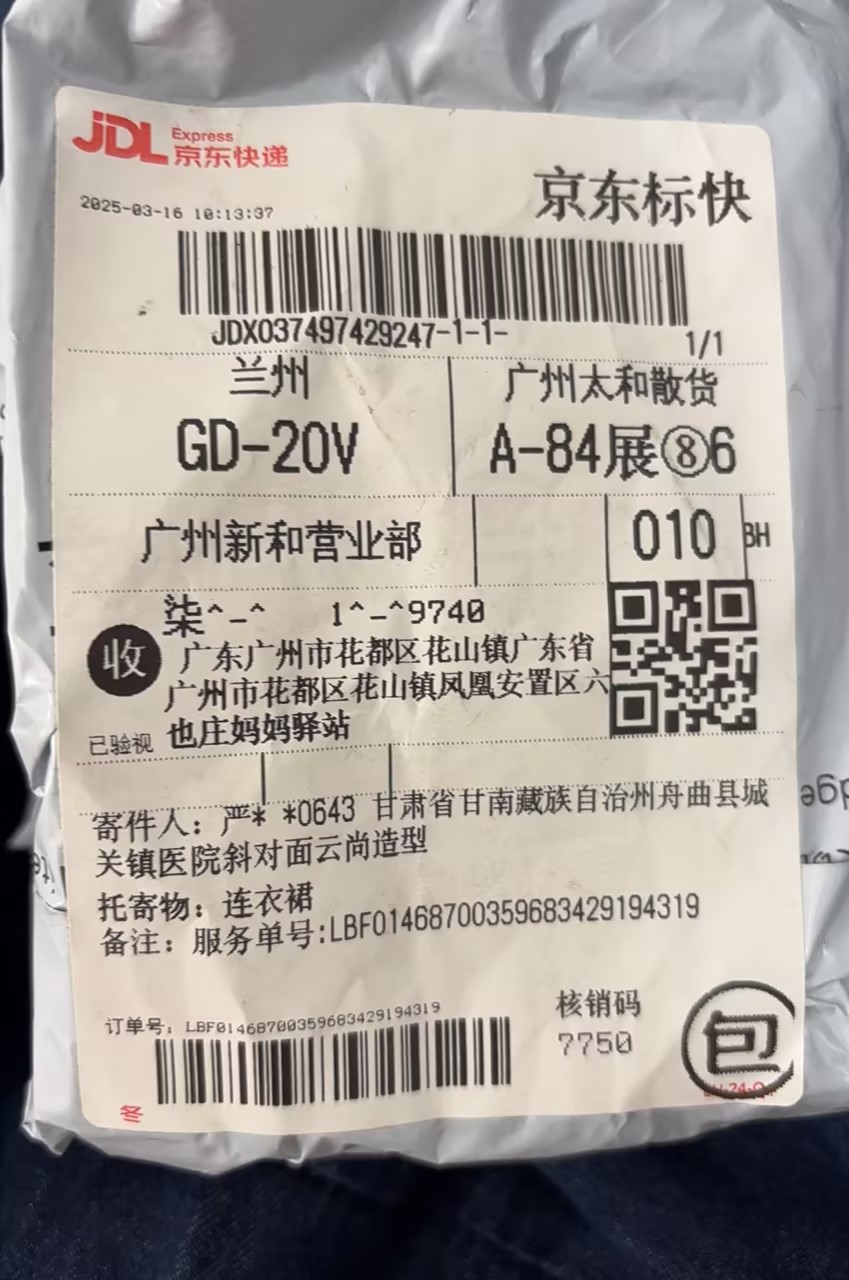 JDL Express
京东快递
京东标快
2025-03-16 10:13:37
JDX037497429247-1-1-
1/1
兰州
广州太和散货
GD-20V
A-84展⑧6
广州新和营业部
010
BH
柒^_^ 1^_^9740
收
广东广州市花都区花山镇广东省
广州市花都区花山镇凤凰安置区六
也庄妈妈驿站
已验视
寄件人：严* *0643 甘肃省甘南藏族自治州舟曲县城
关镇医院斜对面云尚造型
托寄物：连衣裙
备注：服务单号:LBF01468700359683429194319
订单号：LBF01468700359683429194319
核销码
7750
包
冬